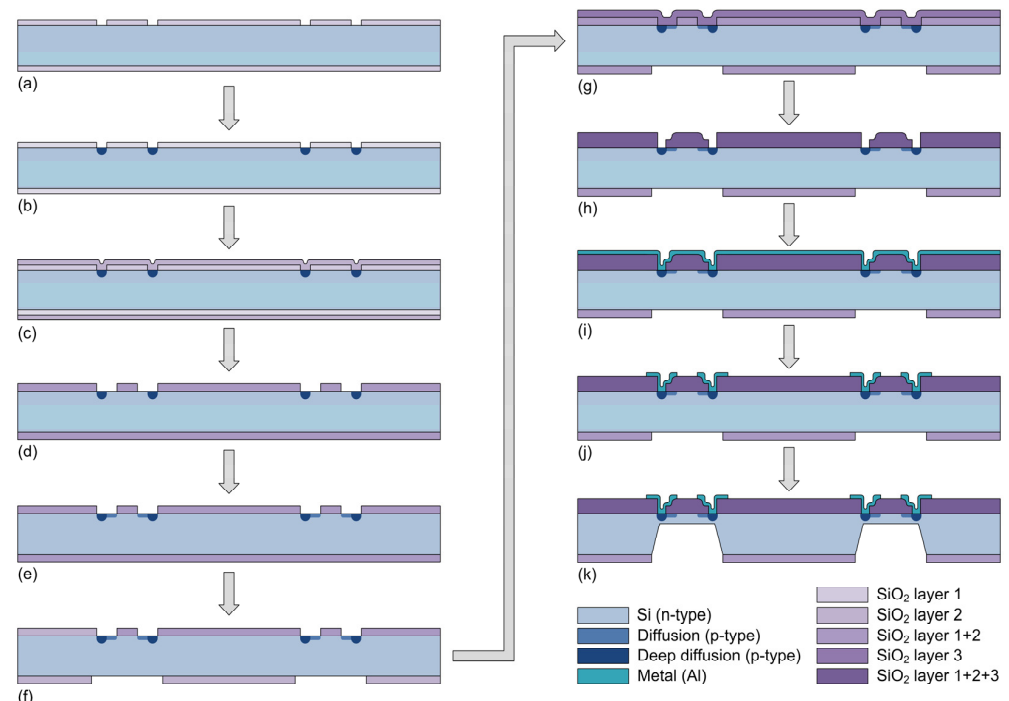 (a)
(b)
(c)
(d)
(e)
(f)
(g)
(h)
(i)
(j)
(k)
Si (n-type)
Diffusion (p-type)
Deep diffusion (p-type)
Metal (Al)
SiO₂ layer 1
SiO₂ layer 2
SiO₂ layer 1+2
SiO₂ layer 3
SiO₂ layer 1+2+3